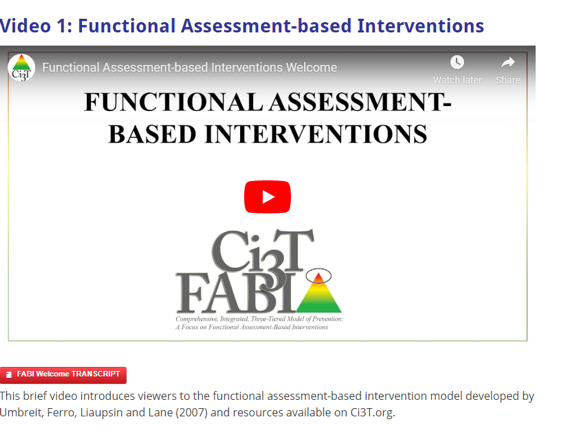 Video 1: Functional Assessment-based Interventions
Ci3T
Functional Assessment-based Interventions Welcome
Watch later
Share
FUNCTIONAL ASSESSMENT-
BASED INTERVENTIONS
Ci3T
FABI
Comprehensive, Integrated, Three-Tiered Model of Prevention:
A Focus on Functional Assessment-Based Interventions
FABI Welcome TRANSCRIPT
This brief video introduces viewers to the functional assessment-based intervention model developed by
Umbreit, Ferro, Liaupsin and Lane (2007) and resources available on Ci3T.org.